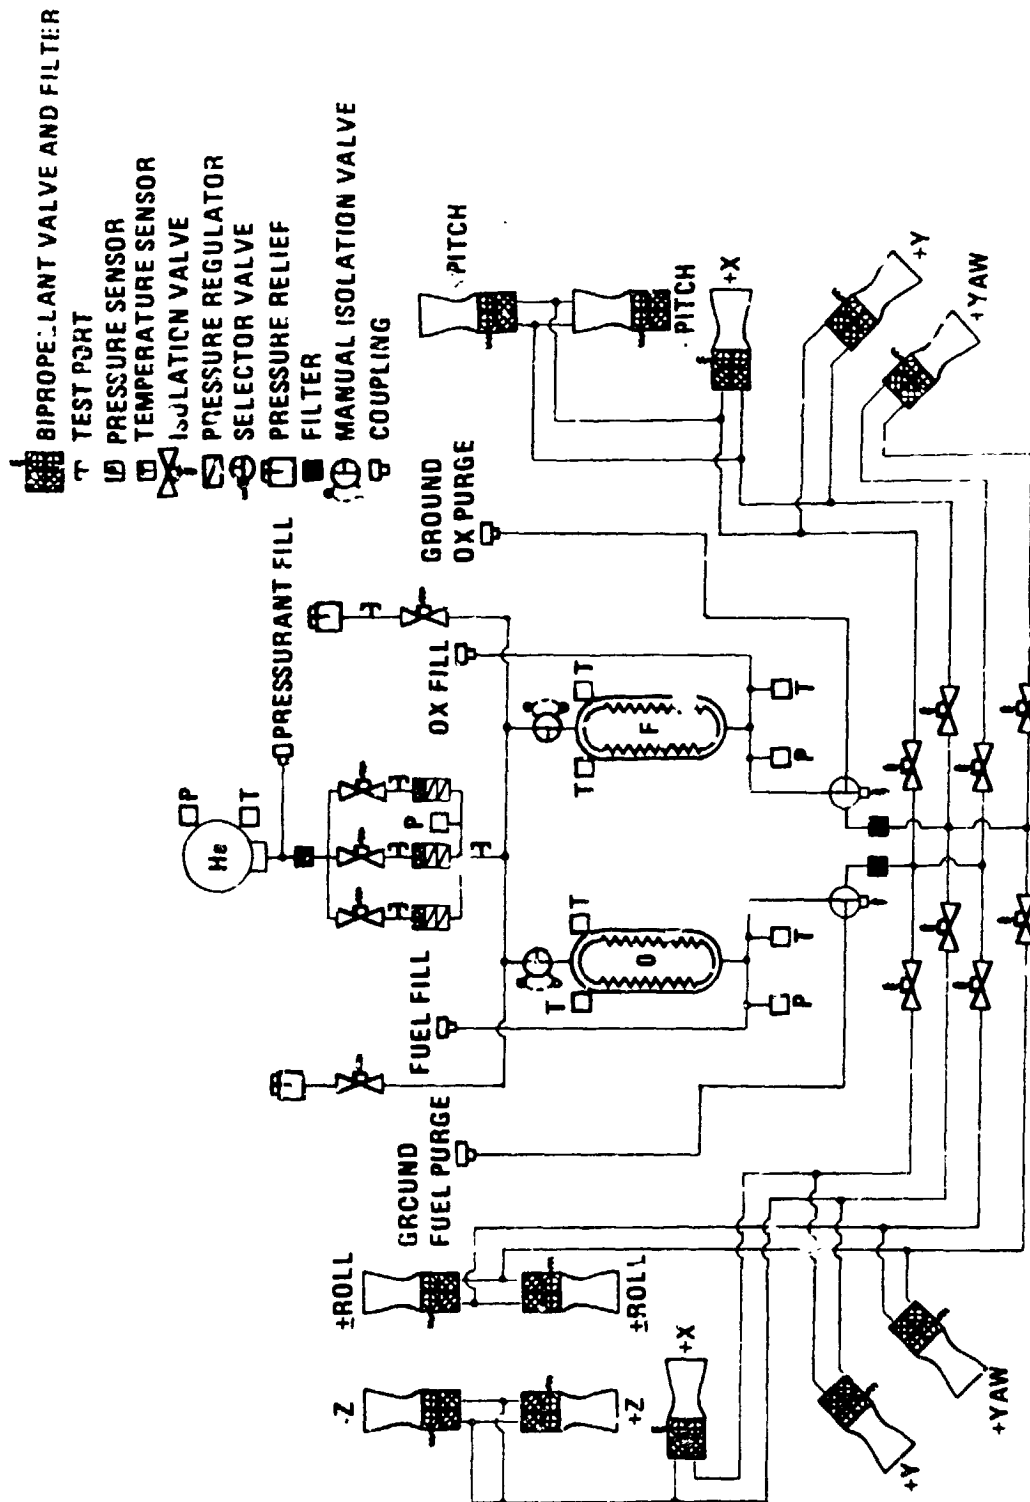 BIPROPELLANT VALVE AND FILTER
TEST PORT
P PRESSURE SENSOR
T TEMPERATURE SENSOR
ISOLATION VALVE
PRESSURE REGULATOR
SELECTOR VALVE
PRESSURE RELIEF
FILTER
MANUAL ISOLATION VALVE
COUPLING
PRESSURANT FILL
He
P
T
P
PITCH
PITCH
+X
+Y
+YAW
GROUND
OX PURGE
OX FILL
T
T
F
T
P
T
T
O
T
P
FUEL FILL
GROUND
FUEL PURGE
±ROLL
±ROLL
-Z
+Z
+X
+Y
+YAW